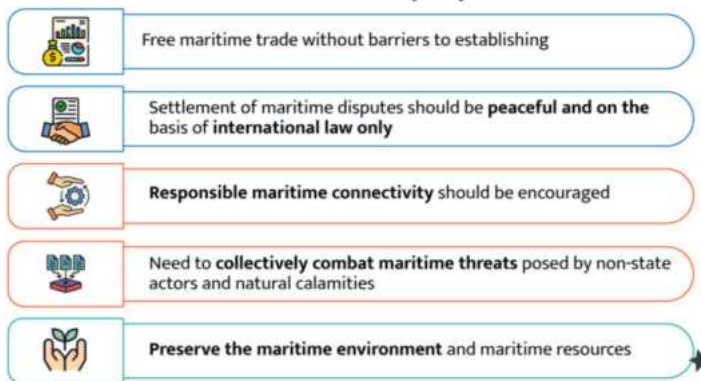 Free maritime trade without barriers to establishing
Settlement of maritime disputes should be peaceful and on the
basis of international law only
Responsible maritime connectivity should be encouraged
Need to collectively combat maritime threats posed by non-state
actors and natural calamities
Preserve the maritime environment and maritime resources